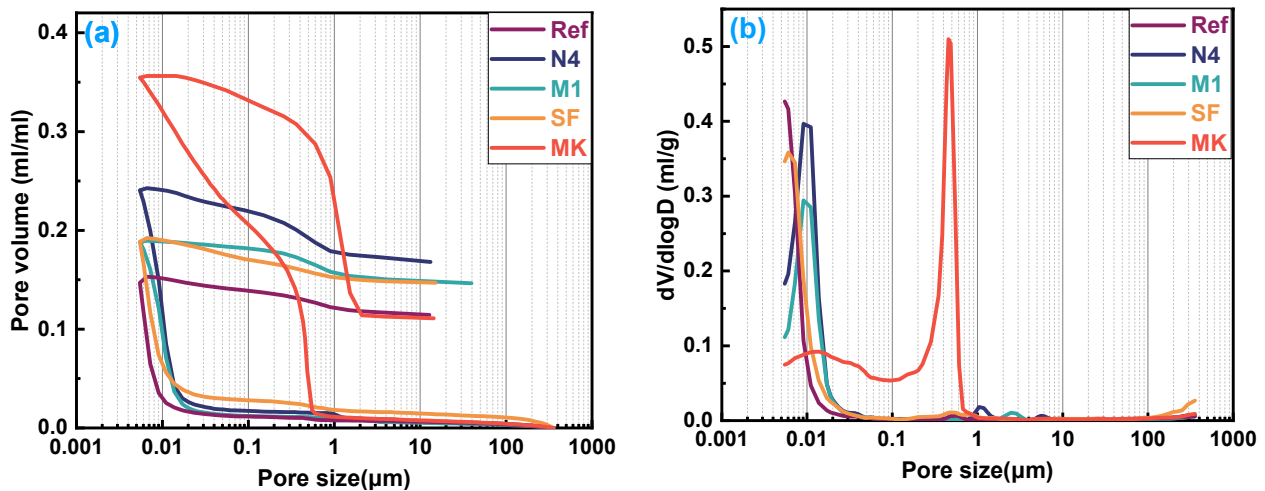 (a)
Ref
N4
M1
SF
MK
0.4
0.3
0.2
0.1
0.0
Pore volume (ml/ml)
0.001 0.01 0.1 1 10 100 1000
Pore size(µm)
(b)
Ref
N4
M1
SF
MK
0.5
0.4
0.3
0.2
0.1
0.0
dV/dlogD (ml/g)
0.001 0.01 0.1 1 10 100 1000
Pore size(µm)